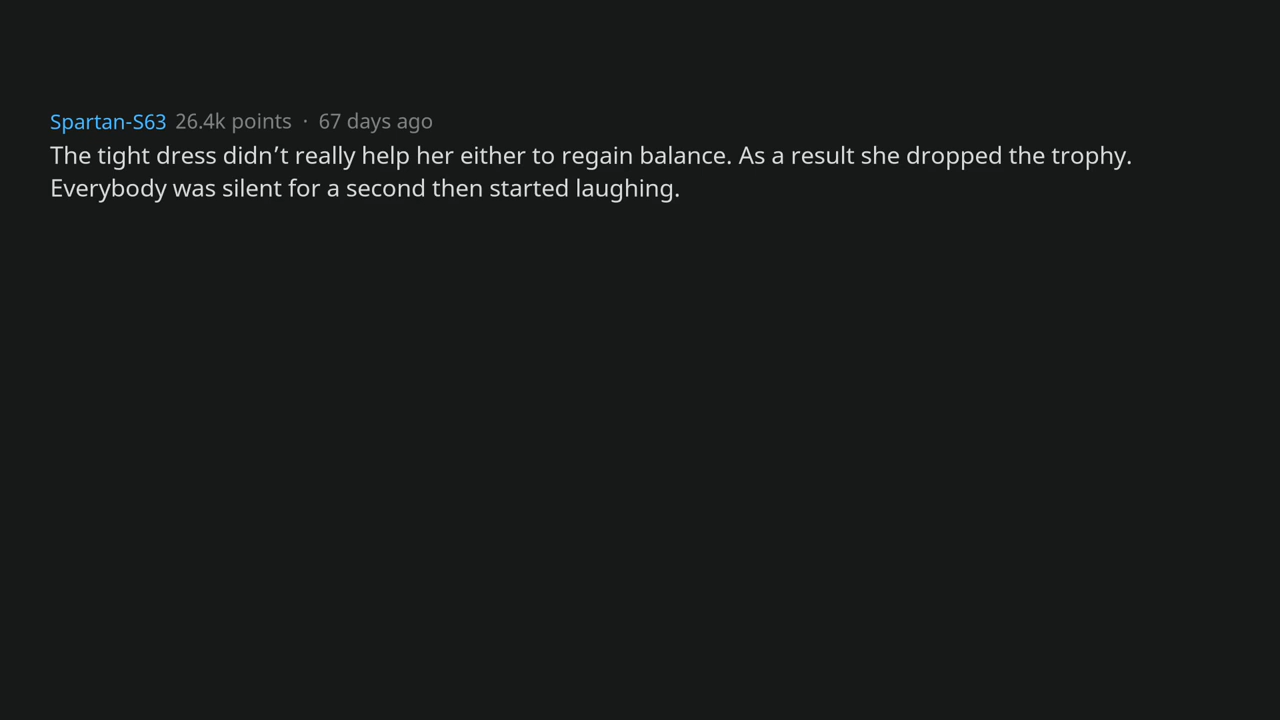 Spartan-S63 26.4k points · 67 days ago
The tight dress didn’t really help her either to regain balance. As a result she dropped the trophy.
Everybody was silent for a second then started laughing.